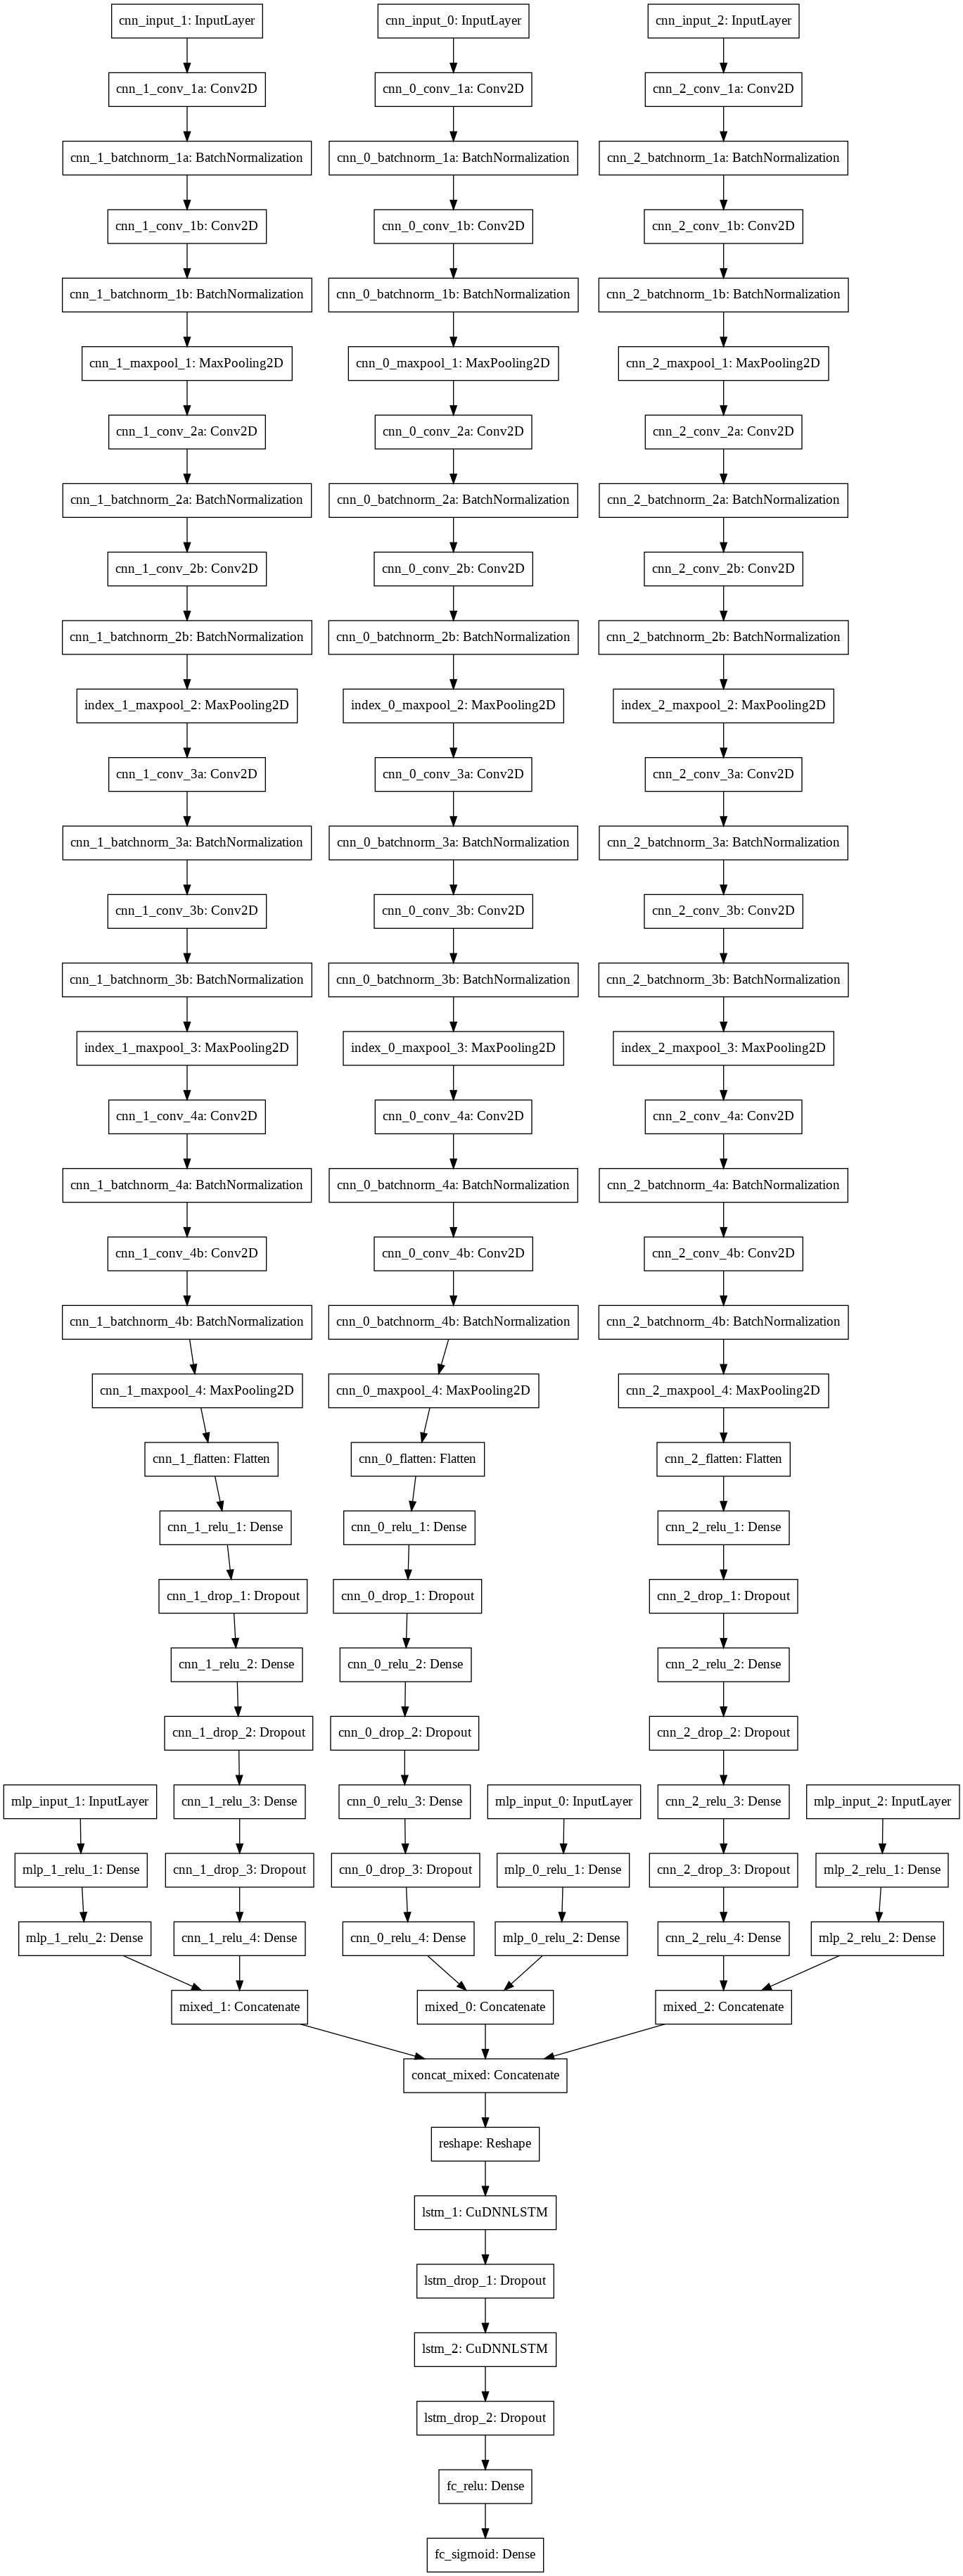 cnn_input_1: InputLayer
cnn_input_0: InputLayer
cnn_input_2: InputLayer
cnn_1_conv_1a: Conv2D
cnn_0_conv_1a: Conv2D
cnn_2_conv_1a: Conv2D
cnn_1_batchnorm_1a: BatchNormalization
cnn_0_batchnorm_1a: BatchNormalization
cnn_2_batchnorm_1a: BatchNormalization
cnn_1_conv_1b: Conv2D
cnn_0_conv_1b: Conv2D
cnn_2_conv_1b: Conv2D
cnn_1_batchnorm_1b: BatchNormalization
cnn_0_batchnorm_1b: BatchNormalization
cnn_2_batchnorm_1b: BatchNormalization
cnn_1_maxpool_1: MaxPooling2D
cnn_0_maxpool_1: MaxPooling2D
cnn_2_maxpool_1: MaxPooling2D
cnn_1_conv_2a: Conv2D
cnn_0_conv_2a: Conv2D
cnn_2_conv_2a: Conv2D
cnn_1_batchnorm_2a: BatchNormalization
cnn_0_batchnorm_2a: BatchNormalization
cnn_2_batchnorm_2a: BatchNormalization
cnn_1_conv_2b: Conv2D
cnn_0_conv_2b: Conv2D
cnn_2_conv_2b: Conv2D
cnn_1_batchnorm_2b: BatchNormalization
cnn_0_batchnorm_2b: BatchNormalization
cnn_2_batchnorm_2b: BatchNormalization
index_1_maxpool_2: MaxPooling2D
index_0_maxpool_2: MaxPooling2D
index_2_maxpool_2: MaxPooling2D
cnn_1_conv_3a: Conv2D
cnn_0_conv_3a: Conv2D
cnn_2_conv_3a: Conv2D
cnn_1_batchnorm_3a: BatchNormalization
cnn_0_batchnorm_3a: BatchNormalization
cnn_2_batchnorm_3a: BatchNormalization
cnn_1_conv_3b: Conv2D
cnn_0_conv_3b: Conv2D
cnn_2_conv_3b: Conv2D
cnn_1_batchnorm_3b: BatchNormalization
cnn_0_batchnorm_3b: BatchNormalization
cnn_2_batchnorm_3b: BatchNormalization
index_1_maxpool_3: MaxPooling2D
index_0_maxpool_3: MaxPooling2D
index_2_maxpool_3: MaxPooling2D
cnn_1_conv_4a: Conv2D
cnn_0_conv_4a: Conv2D
cnn_2_conv_4a: Conv2D
cnn_1_batchnorm_4a: BatchNormalization
cnn_0_batchnorm_4a: BatchNormalization
cnn_2_batchnorm_4a: BatchNormalization
cnn_1_conv_4b: Conv2D
cnn_0_conv_4b: Conv2D
cnn_2_conv_4b: Conv2D
cnn_1_batchnorm_4b: BatchNormalization
cnn_0_batchnorm_4b: BatchNormalization
cnn_2_batchnorm_4b: BatchNormalization
cnn_1_maxpool_4: MaxPooling2D
cnn_0_maxpool_4: MaxPooling2D
cnn_2_maxpool_4: MaxPooling2D
cnn_1_flatten: Flatten
cnn_0_flatten: Flatten
cnn_2_flatten: Flatten
cnn_1_relu_1: Dense
cnn_0_relu_1: Dense
cnn_2_relu_1: Dense
cnn_1_drop_1: Dropout
cnn_0_drop_1: Dropout
cnn_2_drop_1: Dropout
cnn_1_relu_2: Dense
cnn_0_relu_2: Dense
cnn_2_relu_2: Dense
cnn_1_drop_2: Dropout
cnn_0_drop_2: Dropout
cnn_2_drop_2: Dropout
mlp_input_1: InputLayer
cnn_1_relu_3: Dense
cnn_0_relu_3: Dense
mlp_input_0: InputLayer
cnn_2_relu_3: Dense
mlp_input_2: InputLayer
mlp_1_relu_1: Dense
cnn_1_drop_3: Dropout
cnn_0_drop_3: Dropout
mlp_0_relu_1: Dense
cnn_2_drop_3: Dropout
mlp_2_relu_1: Dense
mlp_1_relu_2: Dense
cnn_1_relu_4: Dense
cnn_0_relu_4: Dense
mlp_0_relu_2: Dense
cnn_2_relu_4: Dense
mlp_2_relu_2: Dense
mixed_1: Concatenate
mixed_0: Concatenate
mixed_2: Concatenate
concat_mixed: Concatenate
reshape: Reshape
lstm_1: CuDNNLSTM
lstm_drop_1: Dropout
lstm_2: CuDNNLSTM
lstm_drop_2: Dropout
fc_relu: Dense
fc_sigmoid: Dense